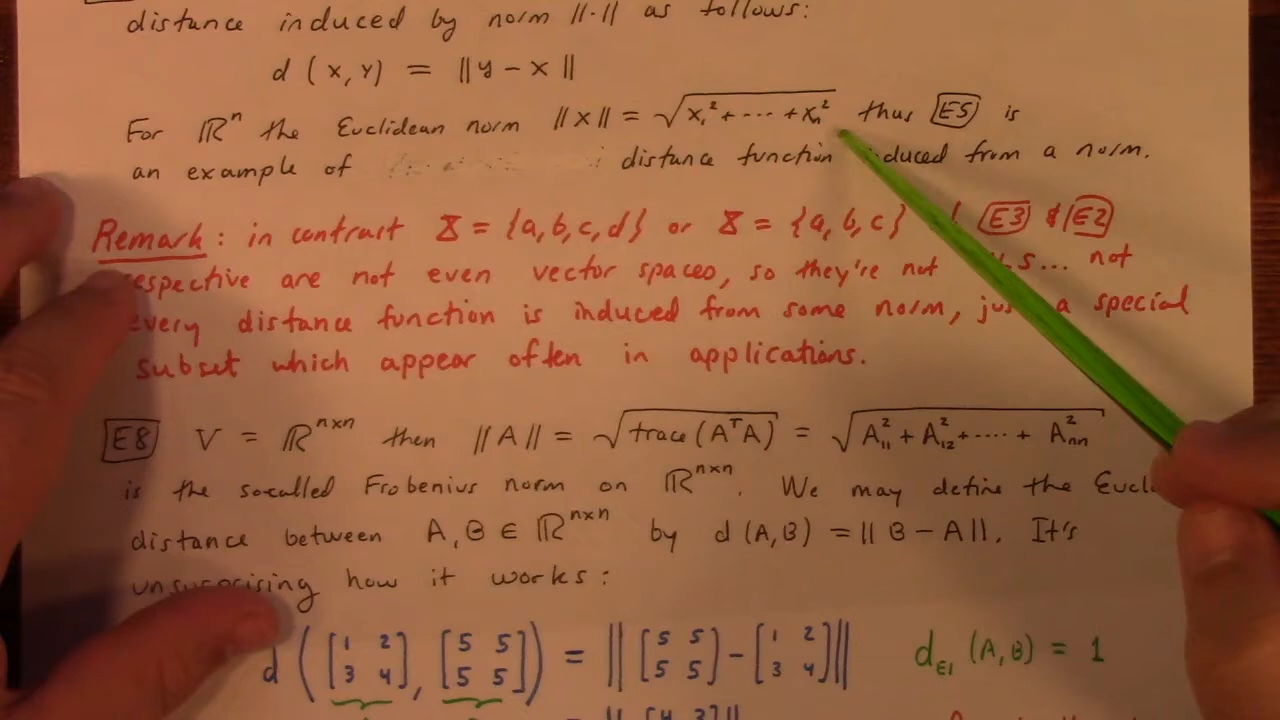 distance induced by norm ||·|| as follows:
d(x, y) = ||y - x||
For ℝⁿ the Euclidean norm ||x|| = √(x₁² + ··· + xₙ²) thus [E5] is
an example of distance function induced from a norm.
Remark: in contrast X = {a, b, c, d} or X = {a, b, c} [E3] & [E2]
respective are not even vector spaces, so they're not ... not
every distance function is induced from some norm, just a special
subset which appear often in applications.
[E8] V = ℝⁿˣⁿ then ||A|| = √(trace(AᵀA)) = √(A₁₁² + A₁₂² + ···· + Aₙₙ²)
is the so-called Frobenius norm on ℝⁿˣⁿ. We may define the
distance between A, B ∈ ℝⁿˣⁿ by d(A, B) = ||B - A||. It's
unsurprising how it works:
d([1 2; 3 4], [5 5; 5 5]) = ||[5 5; 5 5] - [1 2; 3 4]|| d_E1(A, B) = 1